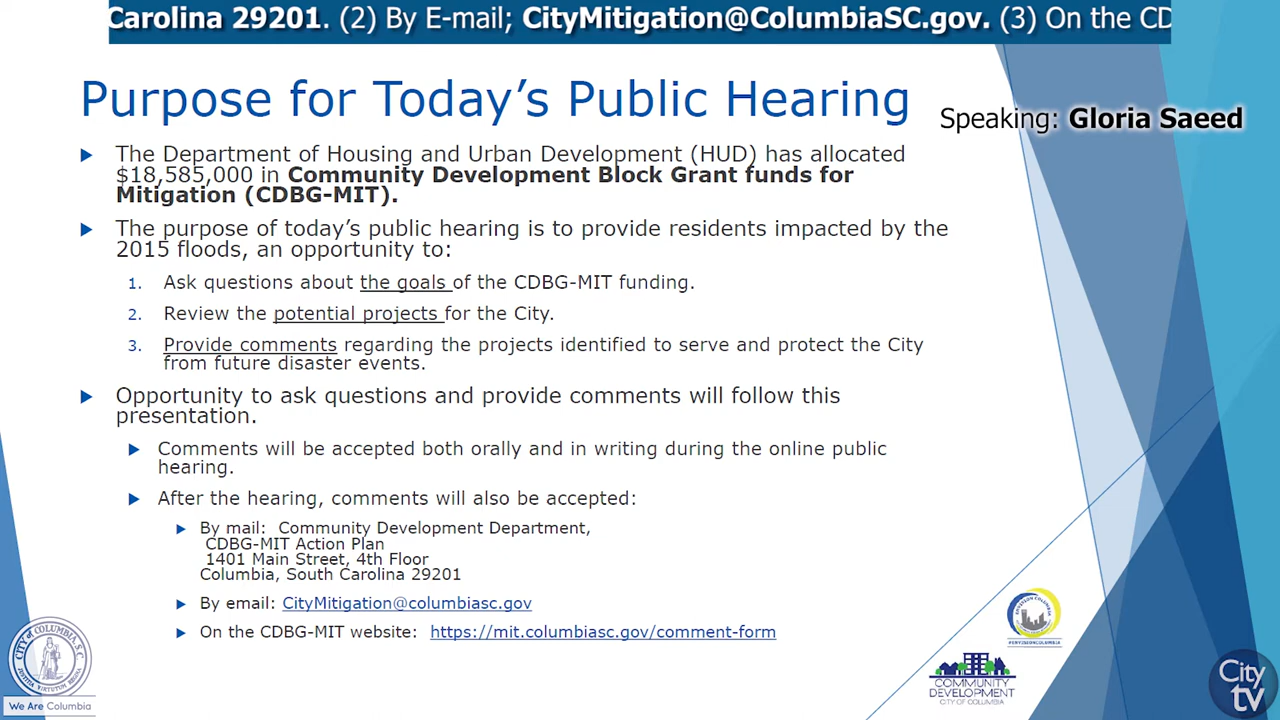 Carolina 29201. (2) By E-mail; CityMitigation@ColumbiaSC.gov. (3) On the CD
Purpose for Today's Public Hearing
Speaking: Gloria Saeed
The Department of Housing and Urban Development (HUD) has allocated
$18,585,000 in Community Development Block Grant funds for
Mitigation (CDBG-MIT).
The purpose of today's public hearing is to provide residents impacted by the
2015 floods, an opportunity to:
1. Ask questions about the goals of the CDBG-MIT funding.
2. Review the potential projects for the City.
3. Provide comments regarding the projects identified to serve and protect the City
from future disaster events.
Opportunity to ask questions and provide comments will follow this
presentation.
Comments will be accepted both orally and in writing during the online public
hearing.
After the hearing, comments will also be accepted:
By mail: Community Development Department,
CDBG-MIT Action Plan
1401 Main Street, 4th Floor
Columbia, South Carolina 29201
By email: CityMitigation@columbiasc.gov
On the CDBG-MIT website: https://mit.columbiasc.gov/comment-form
CITY OF COLUMBIA S.C.
JUSTITIA VIRTUTUM REGINA
We Are Columbia
ENVISION COLUMBIA
#ENVISIONCOLUMBIA
COMMUNITY
DEVELOPMENT
CITY OF COLUMBIA
City
tv